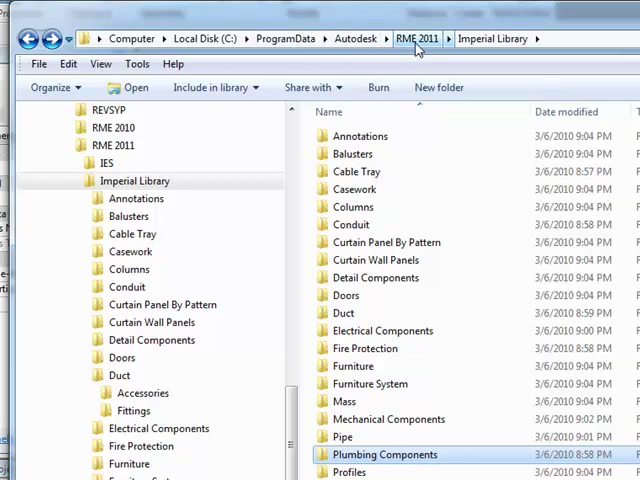 Computer Local Disk (C:) ProgramData Autodesk RME 2011 Imperial Library
File Edit View Tools Help
Organize Open Include in library Share with Burn New folder
REVSYP
RME 2010
RME 2011
IES
Imperial Library
Annotations
Balusters
Cable Tray
Casework
Columns
Conduit
Curtain Panel By Pattern
Curtain Wall Panels
Detail Components
Doors
Duct
Accessories
Fittings
Electrical Components
Fire Protection
Furniture
Name Date modified
Annotations 3/6/2010 9:04 PM
Balusters 3/6/2010 9:04 PM
Cable Tray 3/6/2010 8:57 PM
Casework 3/6/2010 9:04 PM
Columns 3/6/2010 9:04 PM
Conduit 3/6/2010 8:58 PM
Curtain Panel By Pattern 3/6/2010 9:04 PM
Curtain Wall Panels 3/6/2010 9:04 PM
Detail Components 3/6/2010 9:04 PM
Doors 3/6/2010 9:04 PM
Duct 3/6/2010 8:59 PM
Electrical Components 3/6/2010 9:04 PM
Fire Protection 3/6/2010 8:58 PM
Furniture 3/6/2010 9:04 PM
Furniture System 3/6/2010 9:04 PM
Mass 3/6/2010 9:04 PM
Mechanical Components 3/6/2010 9:02 PM
Pipe 3/6/2010 9:01 PM
Plumbing Components 3/6/2010 8:58 PM
Profiles 3/6/2010 9:04 PM